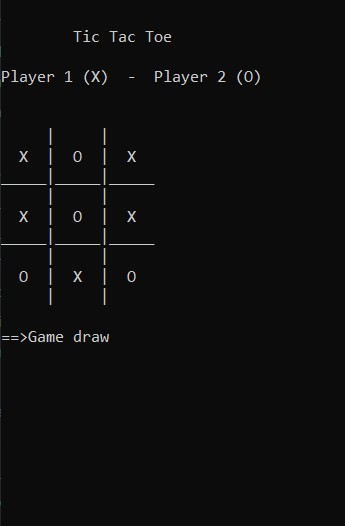 Tic Tac Toe
Player 1 (X)  -  Player 2 (O)
X | O | X
X | O | X
O | X | O
==>Game draw